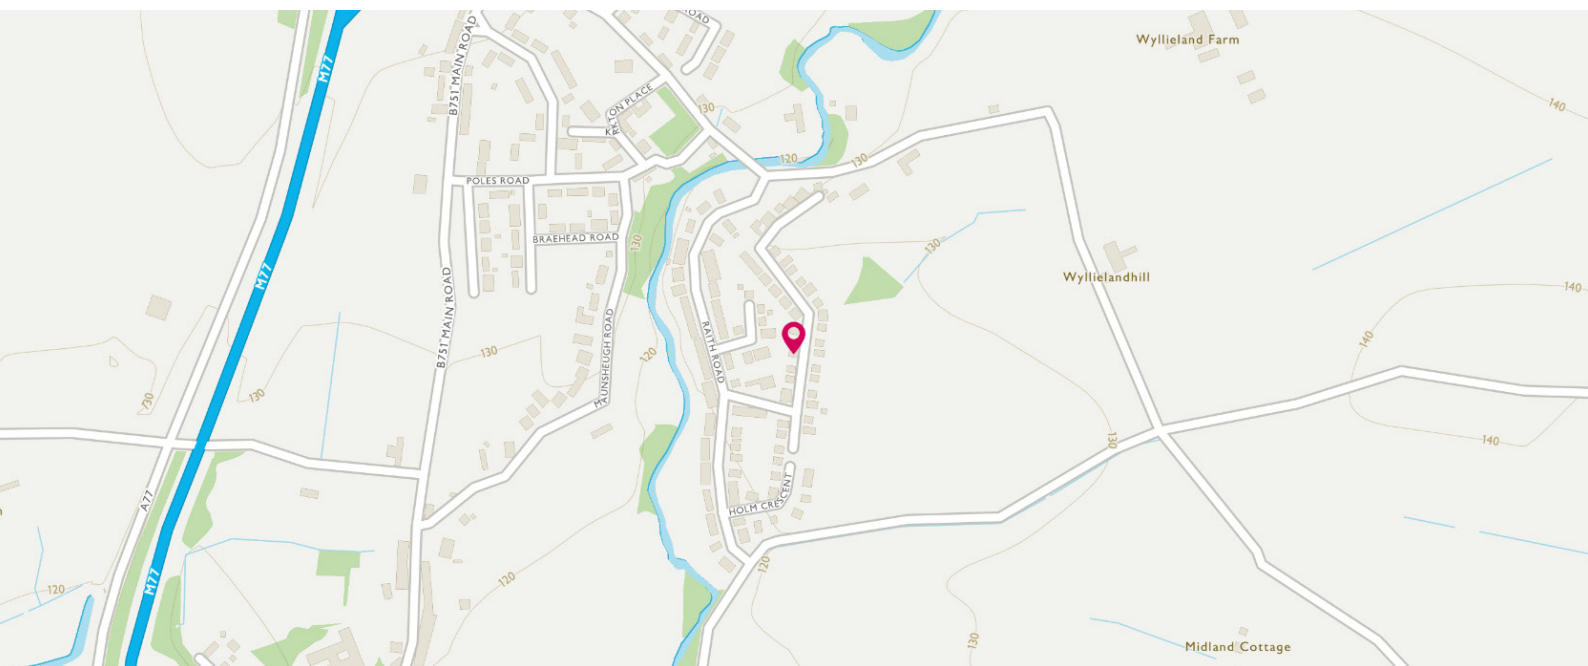 M77
B751 MAIN ROAD
ROAD
Wyllieland Farm
140
130
120
130
POLES ROAD
BRAEHEAD ROAD
130
130
Wyllielandhill
M77
140
B751 MAIN ROAD
MAUNSHEUGH ROAD
RAITH ROAD
130
120
140
130
130
130
140
A77
HOLM CRESCENT
M77
120
120
120
130
Midland Cottage